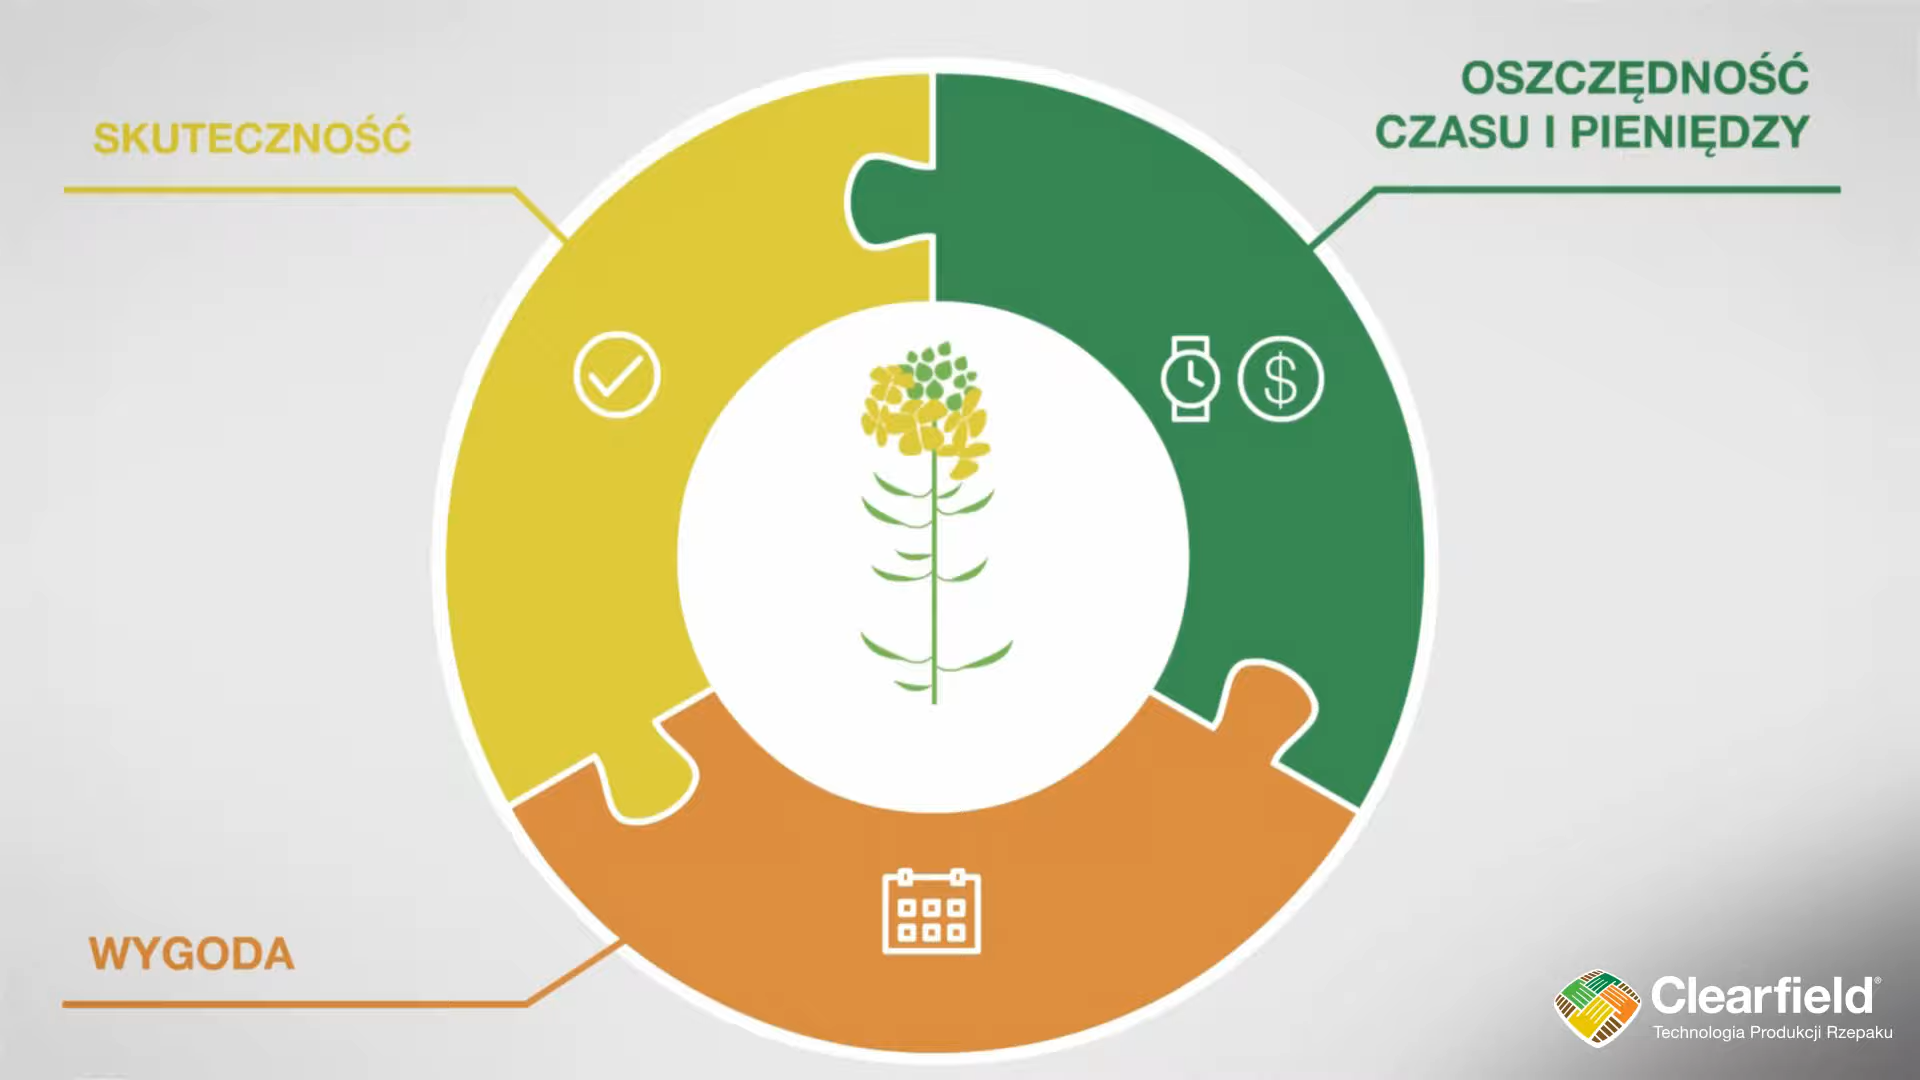 SKUTECZNOŚĆ
OSZCZĘDNOŚĆ
CZASU I PIENIĘDZY
$
WYGODA
Clearfield®
Technologia Produkcji Rzepaku